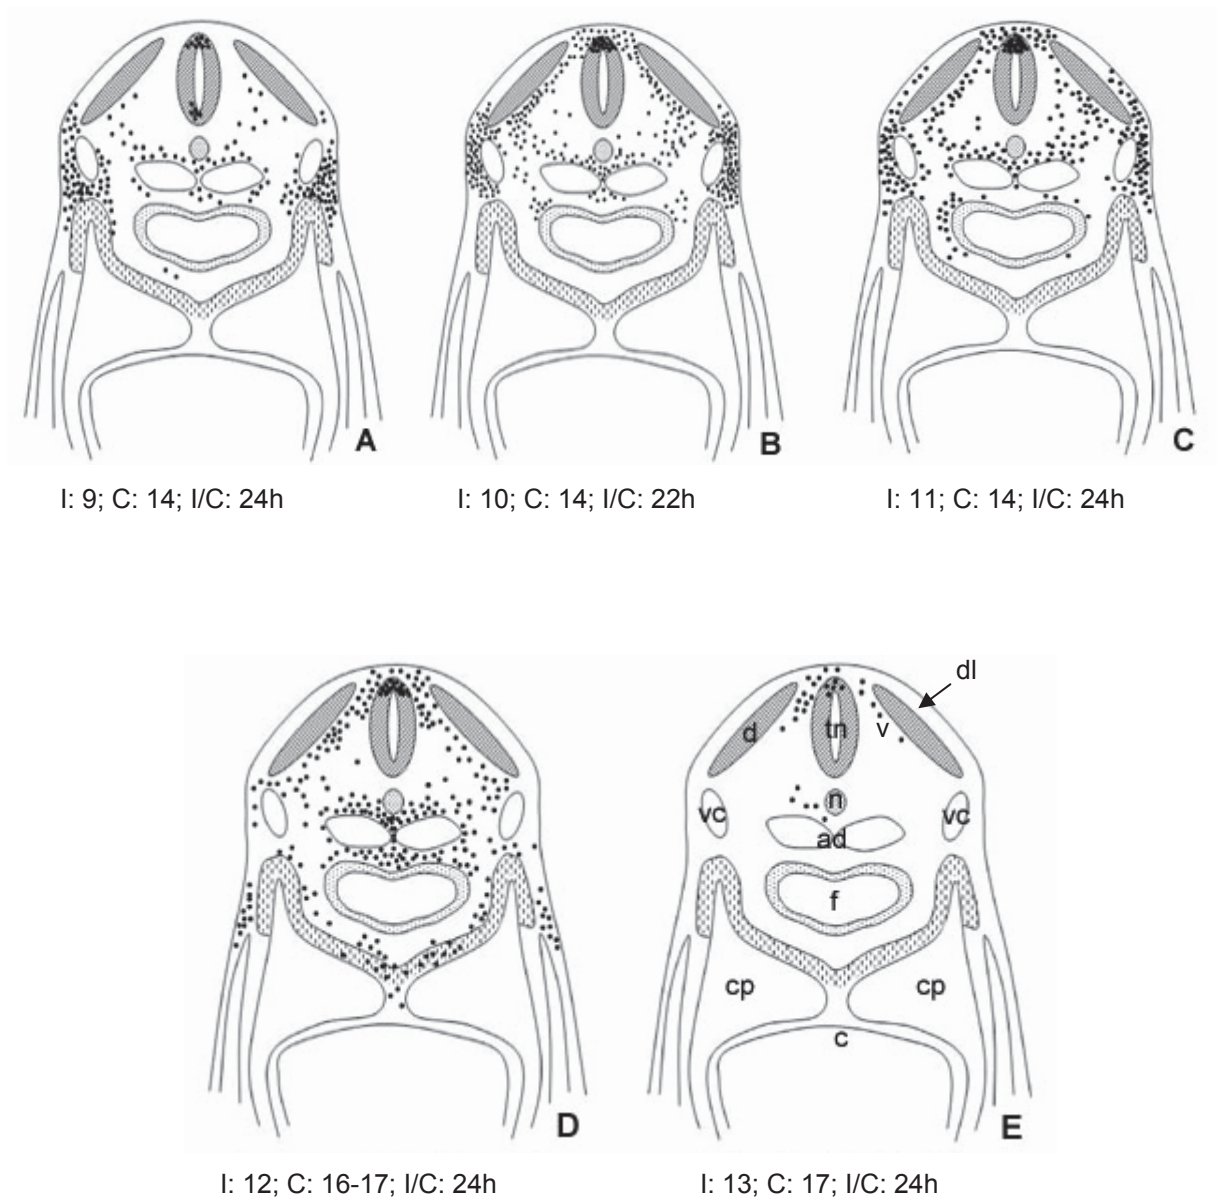 A
B
C
I: 9; C: 14; I/C: 24h
I: 10; C: 14; I/C: 22h
I: 11; C: 14; I/C: 24h
dl
d
tn
v
vc
n
vc
ad
f
cp
cp
c
D
E
I: 12; C: 16-17; I/C: 24h
I: 13; C: 17; I/C: 24h